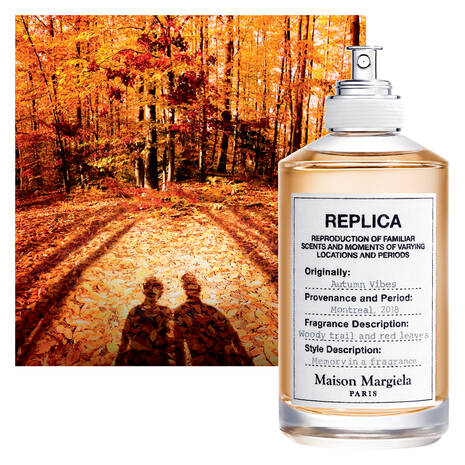 REPLICA
REPRODUCTION OF FAMILIAR
SCENTS AND MOMENTS OF VARYING
LOCATIONS AND PERIODS
Originally:
Autumn Vibes
Provenance and Period:
Montreal, 2018
Fragrance Description:
Woody trail and red leaves
Style Description:
Memory in a fragrance
Maison Margiela
PARIS